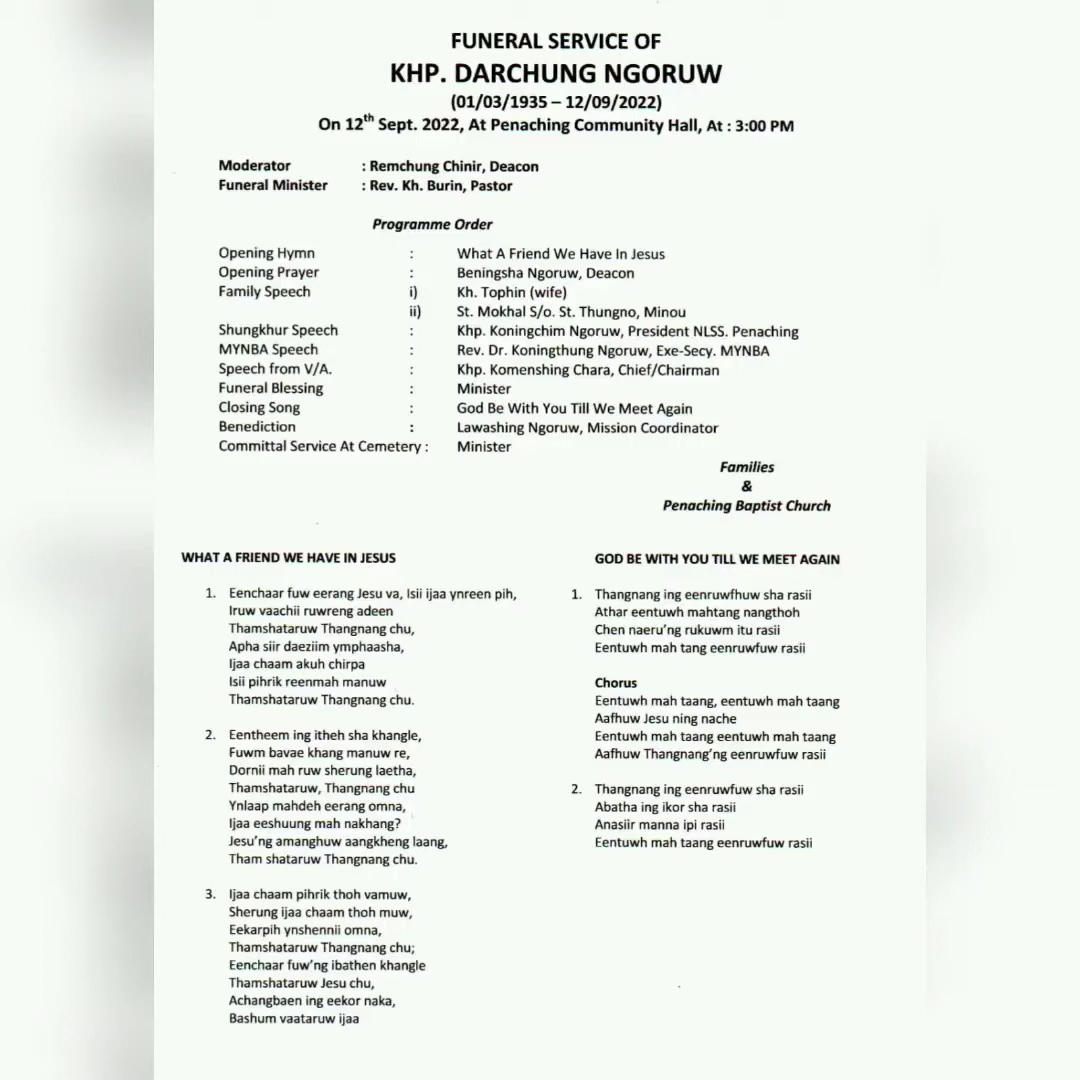 FUNERAL SERVICE OF
KHP. DARCHUNG NGORUW
(01/03/1935 – 12/09/2022)
On 12th Sept. 2022, At Penaching Community Hall, At : 3:00 PM
Moderator : Remchung Chinir, Deacon
Funeral Minister : Rev. Kh. Burin, Pastor
Programme Order
Opening Hymn : What A Friend We Have In Jesus
Opening Prayer : Beningsha Ngoruw, Deacon
Family Speech i) Kh. Tophin (wife)
ii) St. Mokhal S/o. St. Thungno, Minou
Shungkhur Speech : Khp. Koningchim Ngoruw, President NLSS. Penaching
MYNBA Speech : Rev. Dr. Koningthung Ngoruw, Exe-Secy. MYNBA
Speech from V/A. : Khp. Komenshing Chara, Chief/Chairman
Funeral Blessing : Minister
Closing Song : God Be With You Till We Meet Again
Benediction : Lawashing Ngoruw, Mission Coordinator
Committal Service At Cemetery : Minister
Families
&
Penaching Baptist Church
WHAT A FRIEND WE HAVE IN JESUS
1. Eenchaar fuw eerang Jesu va, Isii ijaa ynreen pih,
Iruw vaachii ruwreng adeen
Thamshataruw Thangnang chu,
Apha siir daeziim ymphaasha,
Ijaa chaam akuh chirpa
Isii pihrik reenmah manuw
Thamshataruw Thangnang chu.
2. Eentheem ing itheh sha khangle,
Fuwm bavae khang manuw re,
Dornii mah ruw sherung laetha,
Thamshataruw, Thangnang chu
Ynlaap mahdeh eerang omna,
Ijaa eeshuung mah nakhang?
Jesu'ng amanghuw aangkheng laang,
Tham shataruw Thangnang chu.
3. Ijaa chaam pihrik thoh vamuw,
Sherung ijaa chaam thoh muw,
Eekarpih ynshennii omna,
Thamshataruw Thangnang chu;
Eenchaar fuw'ng ibathen khangle
Thamshataruw Jesu chu,
Achangbaen ing eekor naka,
Bashum vaataruw ijaa
GOD BE WITH YOU TILL WE MEET AGAIN
1. Thangnang ing eenruwfhuw sha rasii
Athar eentuwh mahtang nangthoh
Chen naeru'ng rukuwm itu rasii
Eentuwh mah tang eenruwfuw rasii
Chorus
Eentuwh mah taang, eentuwh mah taang
Aafhuw Jesu ning nache
Eentuwh mah taang eentuwh mah taang
Aafhuw Thangnang'ng eenruwfuw rasii
2. Thangnang ing eenruwfuw sha rasii
Abatha ing ikor sha rasii
Anasiir manna ipi rasii
Eentuwh mah taang eenruwfuw rasii